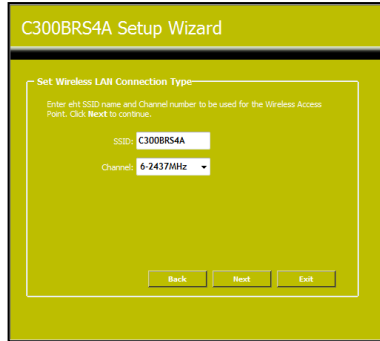 C300BRS4A Setup Wizard
Set Wireless LAN Connection Type
Enter eht SSID name and Channel number to be used for the Wireless Access
Point. Click Next to continue.
SSID: C300BRS4A
Channel: 6-2437MHz
Back Next Exit